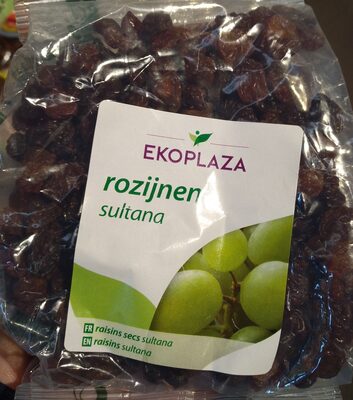 EKOPLAZA
rozijnen
sultana
FR raisins secs sultana
EN raisins sultana